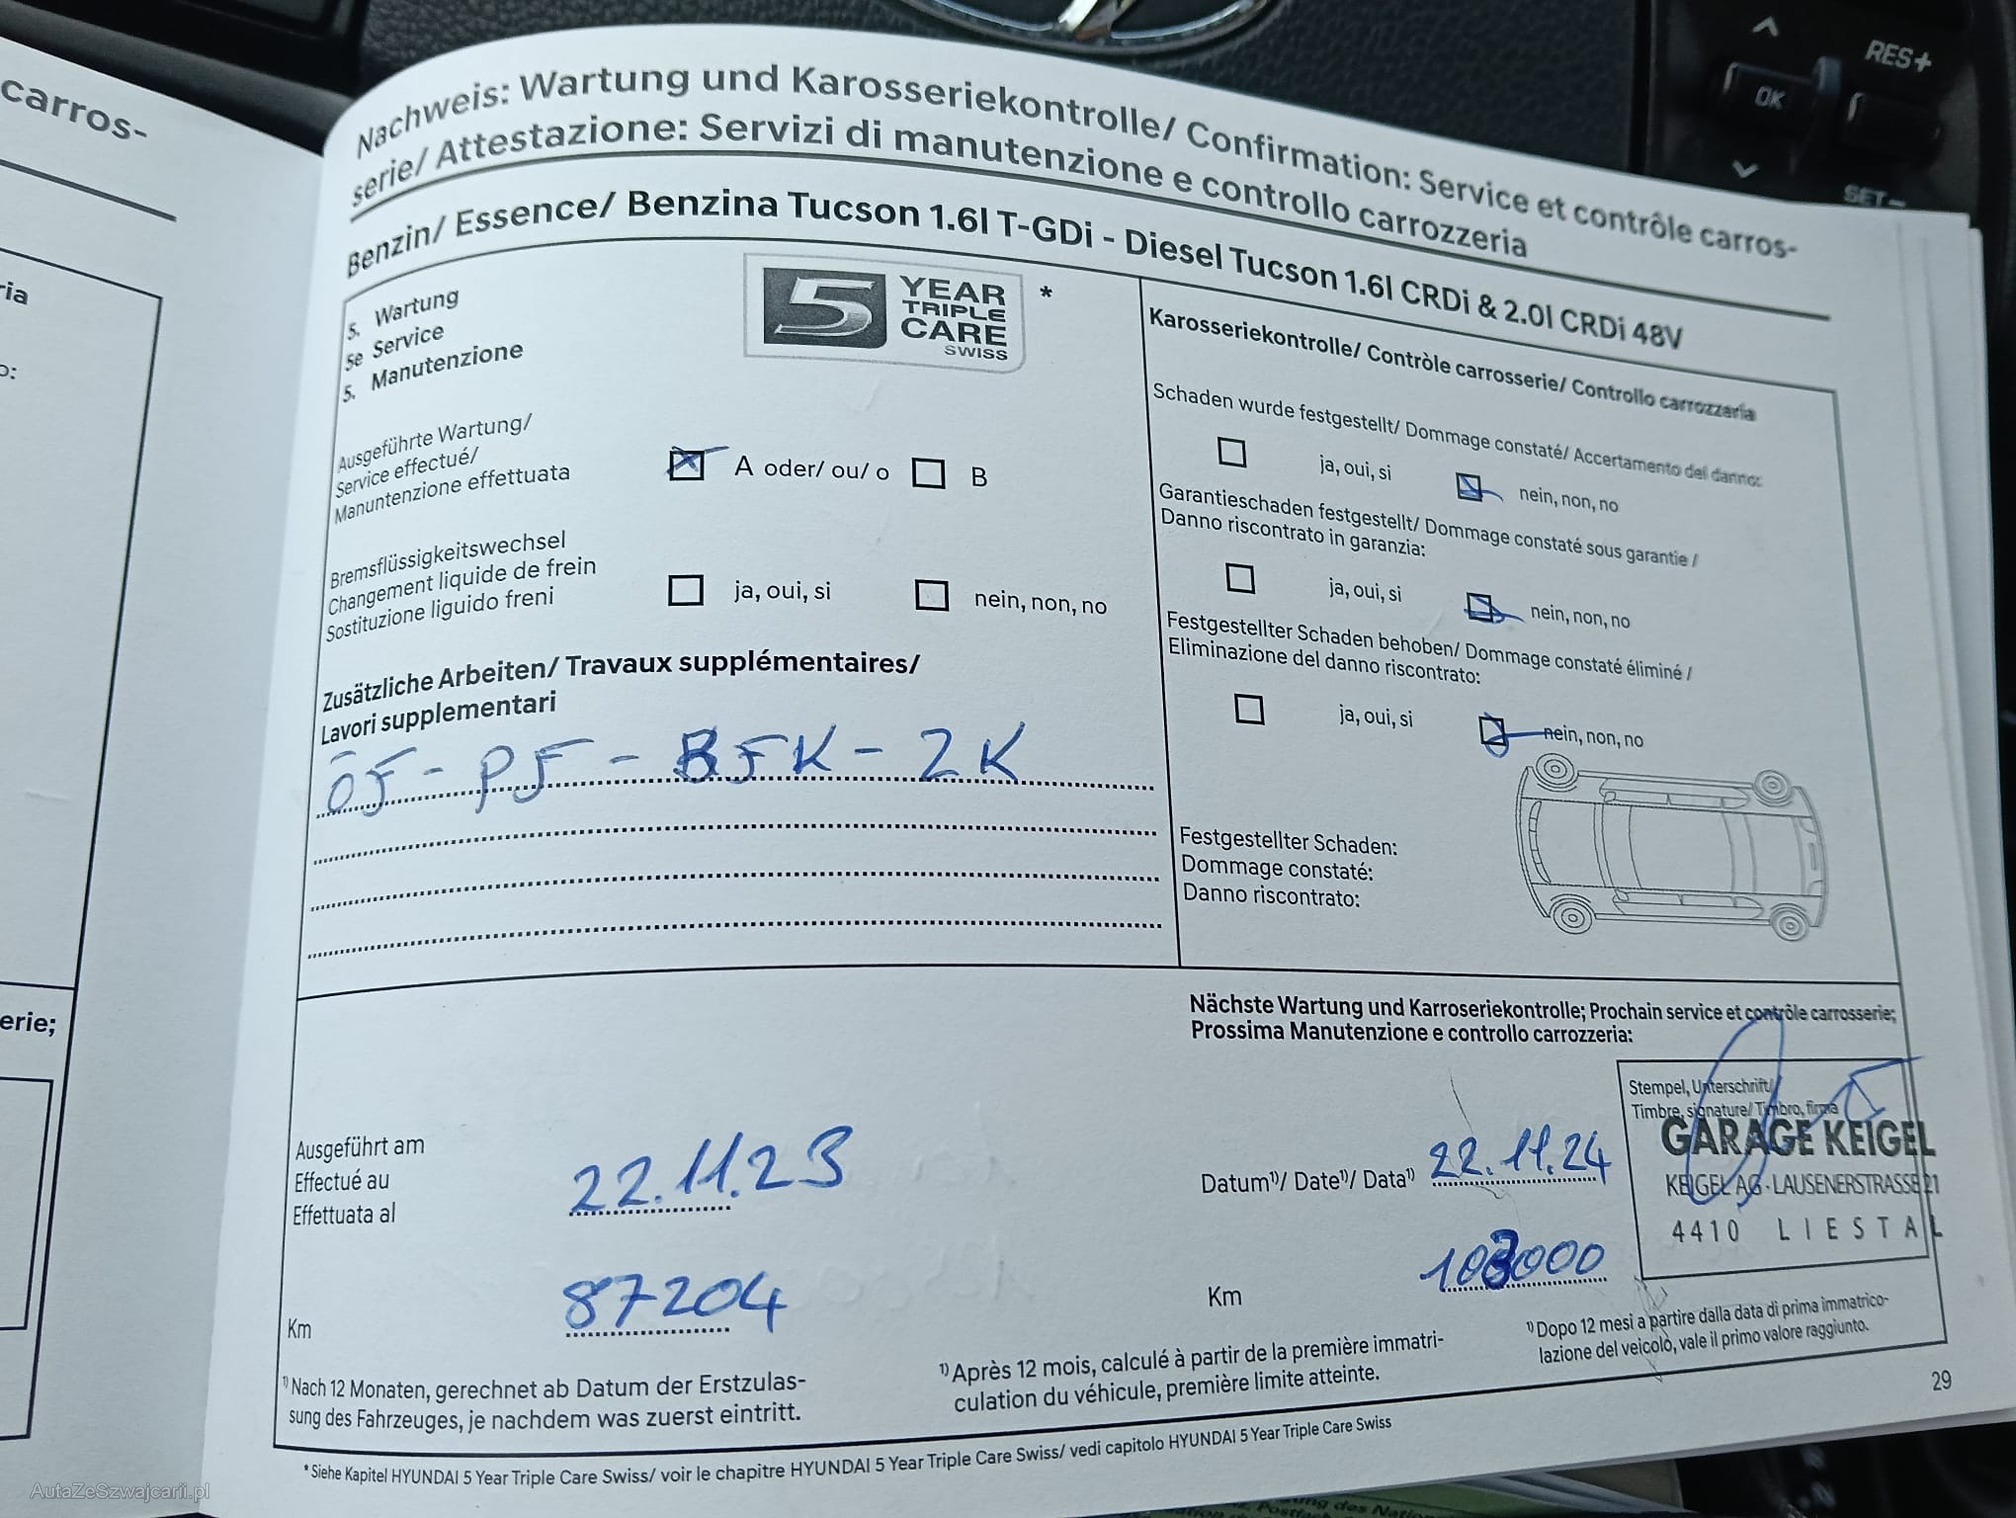 carros-
ria
o:
erie;
RES+
OK
SET-
Nachweis: Wartung und Karosseriekontrolle/ Confirmation: Service et contrôle carros-
serie/ Attestazione: Servizi di manutenzione e controllo carrozzeria
Benzin/ Essence/ Benzina Tucson 1.6l T-GDi - Diesel Tucson 1.6l CRDi & 2.0l CRDi 48V
5. Wartung
5e Service
5. Manutenzione
5 YEAR
TRIPLE
CARE
SWISS
*
Ausgeführte Wartung/
Service effectué/
Manuntenzione effettuata
A oder/ ou/ o
B
Bremsflüssigkeitswechsel
Changement liquide de frein
Sostituzione liguido freni
ja, oui, si
nein, non, no
Zusätzliche Arbeiten/ Travaux supplémentaires/
Lavori supplementari
ÖF - PF - BFK - 2K
Karosseriekontrolle/ Contrôle carrosserie/ Controllo carrozzeria
Schaden wurde festgestellt/ Dommage constaté/ Accertamento del danno:
ja, oui, si
nein, non, no
Garantieschaden festgestellt/ Dommage constaté sous garantie /
Danno riscontrato in garanzia:
ja, oui, si
nein, non, no
Festgestellter Schaden behoben/ Dommage constaté éliminé /
Eliminazione del danno riscontrato:
ja, oui, si
nein, non, no
Festgestellter Schaden:
Dommage constaté:
Danno riscontrato:
Nächste Wartung und Karroseriekontrolle; Prochain service et contrôle carrosserie;
Prossima Manutenzione e controllo carrozzeria:
Ausgeführt am
Effectué au
Effettuata al
22.11.23
Km
87204
Datum¹⁾/ Date¹⁾/ Data¹⁾
22.11.24
Km
103000
Stempel, Unterschrift/
Timbre, signature/ Timbro, firma
GARAGE KEIGEL
KEIGEL AG · LAUSENERSTRASSE 21
4410 LIESTAL
¹⁾ Nach 12 Monaten, gerechnet ab Datum der Erstzulas-
sung des Fahrzeuges, je nachdem was zuerst eintritt.
¹⁾ Après 12 mois, calculé à partir de la première immatri-
culation du véhicule, première limite atteinte.
¹⁾ Dopo 12 mesi a partire dalla data di prima immatrico-
lazione del veicolo, vale il primo valore raggiunto.
29
* Siehe Kapitel HYUNDAI 5 Year Triple Care Swiss/ voir le chapitre HYUNDAI 5 Year Triple Care Swiss/ vedi capitolo HYUNDAI 5 Year Triple Care Swiss
AutaZeSzwajcarii.pl